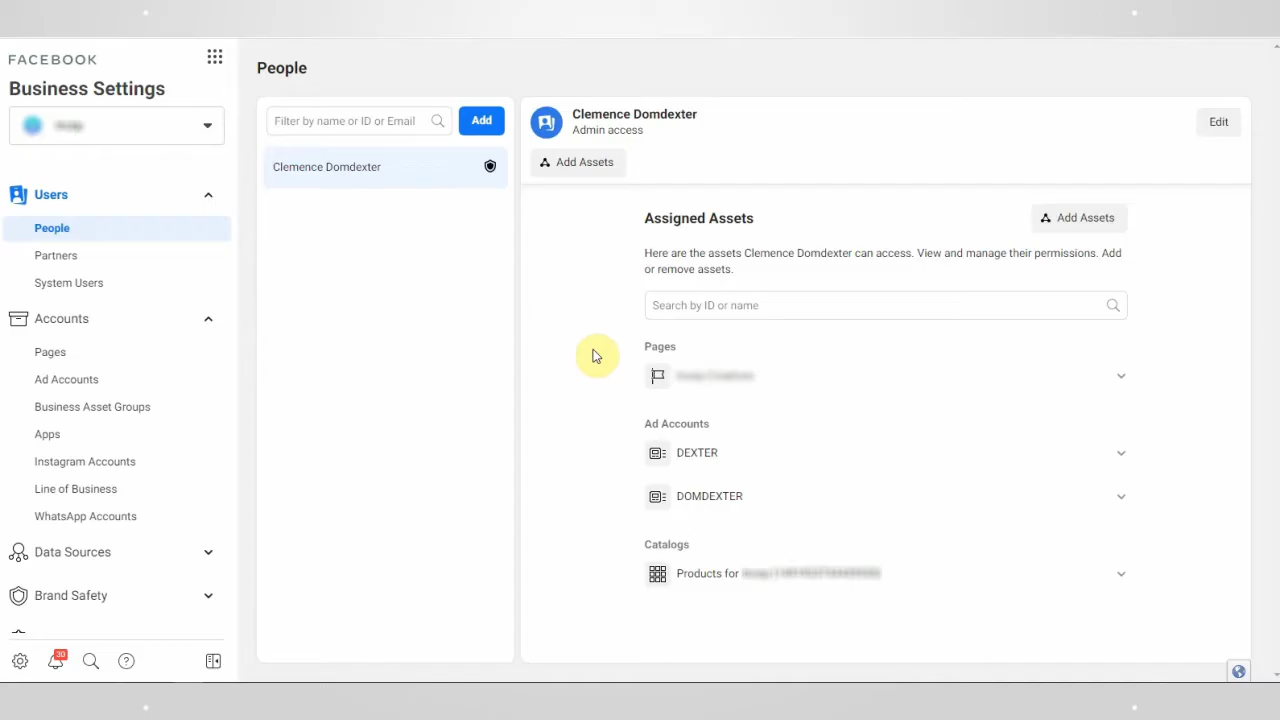 FACEBOOK
Business Settings
Users
People
Partners
System Users
Accounts
Pages
Ad Accounts
Business Asset Groups
Apps
Instagram Accounts
Line of Business
WhatsApp Accounts
Data Sources
Brand Safety
30
People
Filter by name or ID or Email
Add
Clemence Domdexter
Clemence Domdexter
Admin access
Edit
Add Assets
Assigned Assets
Add Assets
Here are the assets Clemence Domdexter can access. View and manage their permissions. Add
or remove assets.
Search by ID or name
Pages
Ad Accounts
DEXTER
DOMDEXTER
Catalogs
Products for